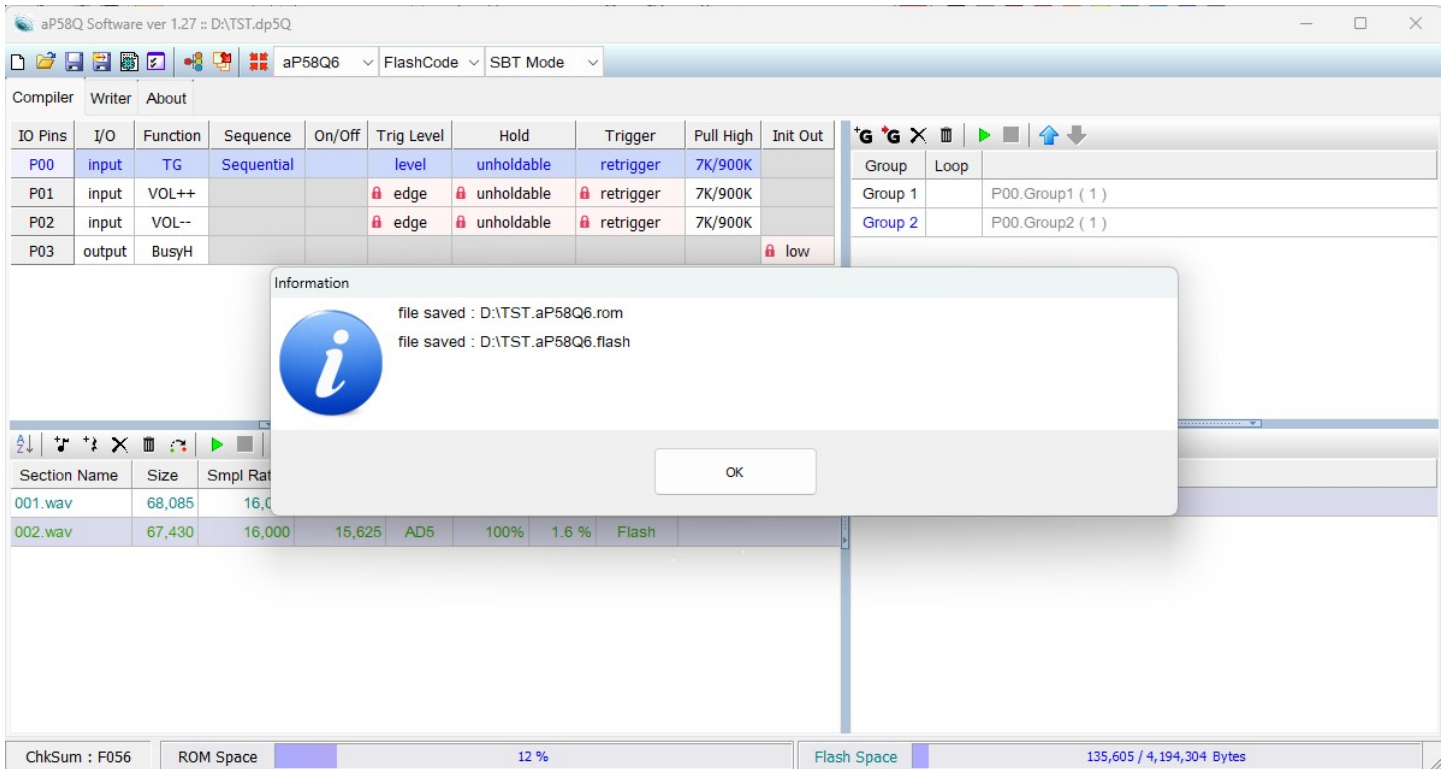 aP58Q Software ver 1.27 :: D:\TST.dp5Q
aP58Q6 FlashCode SBT Mode
Compiler Writer About
IO Pins I/O Function Sequence On/Off Trig Level Hold Trigger Pull High Init Out
P00 input TG Sequential level unholdable retrigger 7K/900K
P01 input VOL++ edge unholdable retrigger 7K/900K
P02 input VOL-- edge unholdable retrigger 7K/900K
P03 output BusyH low
+G G
Group Loop
Group 1 P00.Group1 ( 1 )
Group 2 P00.Group2 ( 1 )
Information
file saved : D:\TST.aP58Q6.rom
file saved : D:\TST.aP58Q6.flash
OK
Section Name Size Smpl Rat
001.wav 68,085 16,0
002.wav 67,430 16,000 15,625 AD5 100% 1.6 % Flash
ChkSum : F056 ROM Space 12 % Flash Space 135,605 / 4,194,304 Bytes